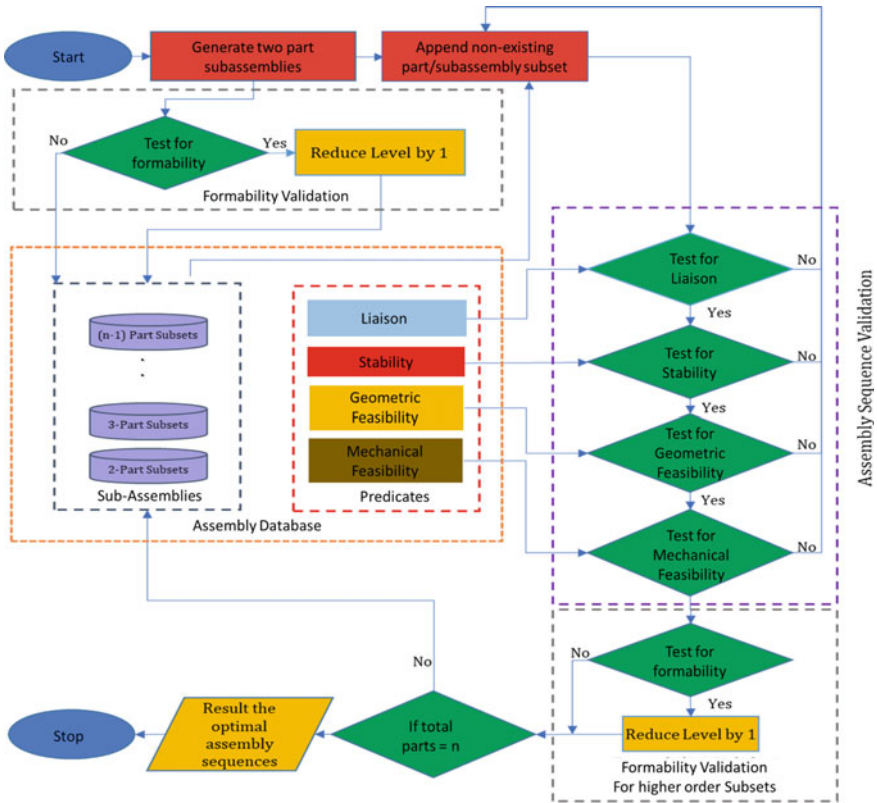 Start
Generate two part
subassemblies
Append non-existing
part/subassembly subset
No
Test for
formability
Yes
Reduce Level by 1
Formability Validation
(n-1) Part Subsets
.
.
3-Part Subsets
2-Part Subsets
Sub-Assemblies
Liaison
Stability
Geometric
Feasibility
Mechanical
Feasibility
Predicates
Assembly Database
Test for
Liaison
No
Yes
Test for
Stability
No
Yes
Test for
Geometric
Feasibility
No
Yes
Test for
Mechanical
Feasibility
No
Assembly Sequence Validation
Test for
formability
No
Yes
Reduce Level by 1
Formability Validation
For higher order Subsets
If total
parts = n
No
Result the
optimal
assembly
sequences
Stop